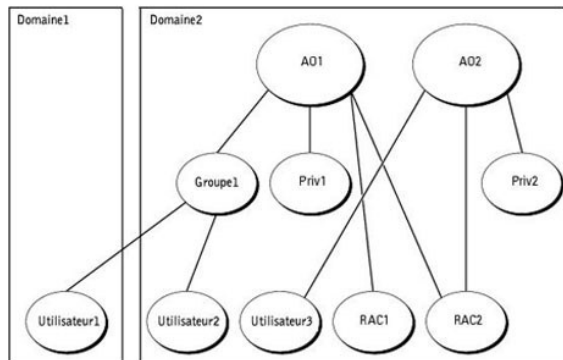 Domaine1
Domaine2
AO1
AO2
Groupe1
Priv1
Priv2
Utilisateur1
Utilisateur2
Utilisateur3
RAC1
RAC2